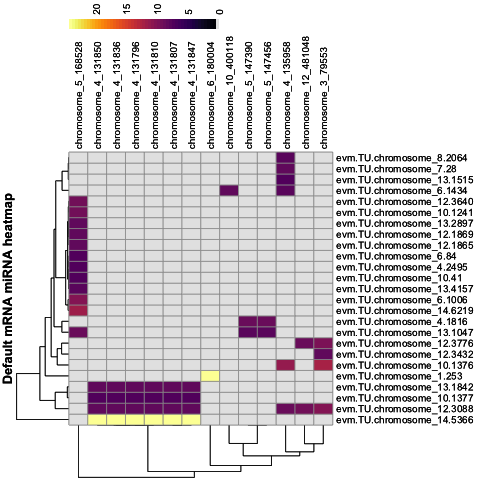 20
15
10
5
0
chromosome_5_168528
chromosome_4_131850
chromosome_4_131836
chromosome_4_131796
chromosome_4_131810
chromosome_4_131807
chromosome_4_131847
chromosome_6_180004
chromosome_10_400118
chromosome_5_147390
chromosome_5_147456
chromosome_4_135958
chromosome_12_481048
chromosome_3_79553
Default mRNA miRNA heatmap
evm.TU.chromosome_8.2064
evm.TU.chromosome_7.28
evm.TU.chromosome_13.1515
evm.TU.chromosome_6.1434
evm.TU.chromosome_12.3640
evm.TU.chromosome_10.1241
evm.TU.chromosome_13.2897
evm.TU.chromosome_12.1869
evm.TU.chromosome_12.1865
evm.TU.chromosome_6.84
evm.TU.chromosome_4.2495
evm.TU.chromosome_10.41
evm.TU.chromosome_13.4157
evm.TU.chromosome_6.1006
evm.TU.chromosome_14.6219
evm.TU.chromosome_4.1816
evm.TU.chromosome_13.1047
evm.TU.chromosome_12.3776
evm.TU.chromosome_12.3432
evm.TU.chromosome_10.1376
evm.TU.chromosome_1.253
evm.TU.chromosome_13.1842
evm.TU.chromosome_10.1377
evm.TU.chromosome_12.3088
evm.TU.chromosome_14.5366